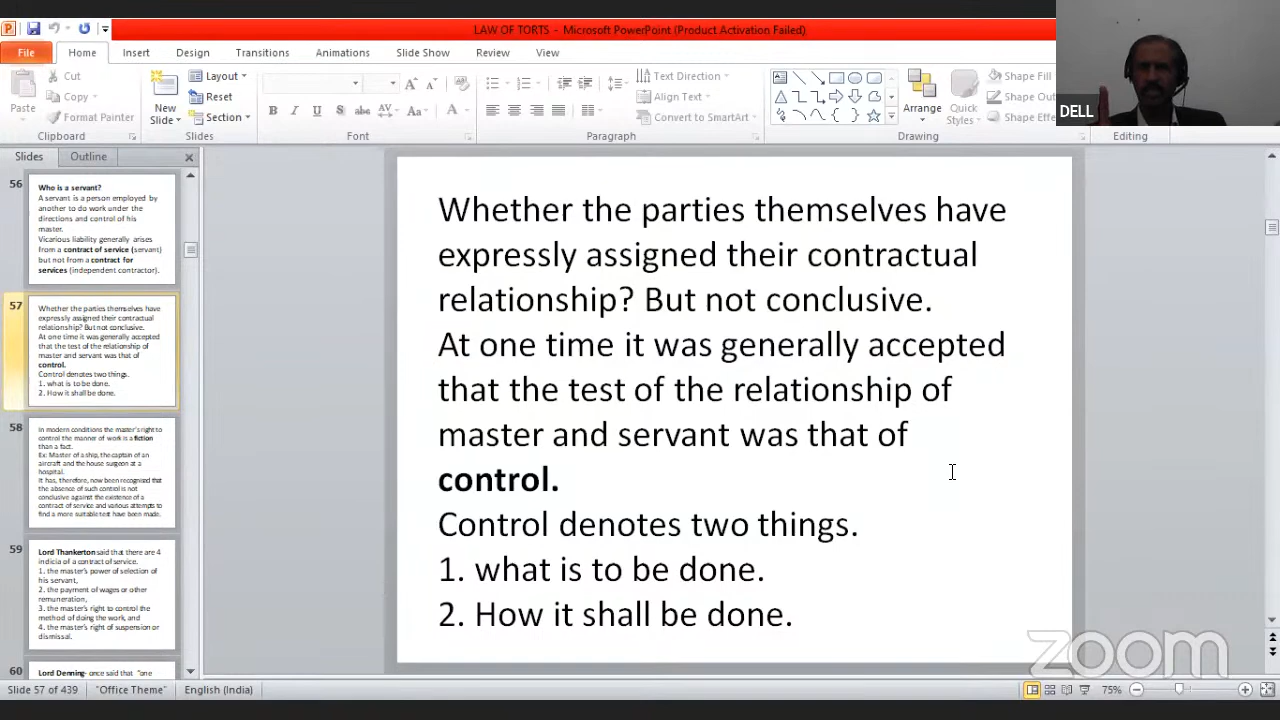 LAW OF TORTS - Microsoft PowerPoint (Product Activation Failed)
File Home Insert Design Transitions Animations Slide Show Review View
Paste
Cut
Copy
Format Painter
Clipboard
New
Slide
Layout
Reset
Section
Slides
Font
Text Direction
Align Text
Convert to SmartArt
Paragraph
Arrange
Quick
Styles
Drawing
Shape Fill
Shape Out
Shape Effe
Editing
DELL
Slides Outline
56
Who is a servant?
A servant is a person employed by
another to do work under the
directions and control of his
master.
Vicarious liability generally arises
from a contract of service (servant)
but not from a contract for
services (independent contractor).
57
Whether the parties themselves have
expressly assigned their contractual
relationship? But not conclusive.
At one time it was generally accepted
that the test of the relationship of
master and servant was that of
control.
Control denotes two things.
1. what is to be done.
2. How it shall be done.
58
In modern conditions the master's right to
control the manner of work is a fiction
than a fact.
Ex: Master of a ship, the captain of an
aircraft and the house surgeon at a
hospital.
It has, therefore, now been recognised that
the absence of such control is not
conclusive against the existence of a
contract of service and various attempts to
find a more suitable test have been made.
59
Lord Thankerton said that there are 4
indicia of a contract of service.
1. the master's power of selection of
his servant,
2. the payment of wages or other
remuneration,
3. the master's right to control the
method of doing the work, and
4. the master's right of suspension or
dismissal.
60
Lord Denning- once said that "one
Whether the parties themselves have
expressly assigned their contractual
relationship? But not conclusive.
At one time it was generally accepted
that the test of the relationship of
master and servant was that of
control.
Control denotes two things.
1. what is to be done.
2. How it shall be done.
zoom
Slide 57 of 439 "Office Theme" English (India) 75%